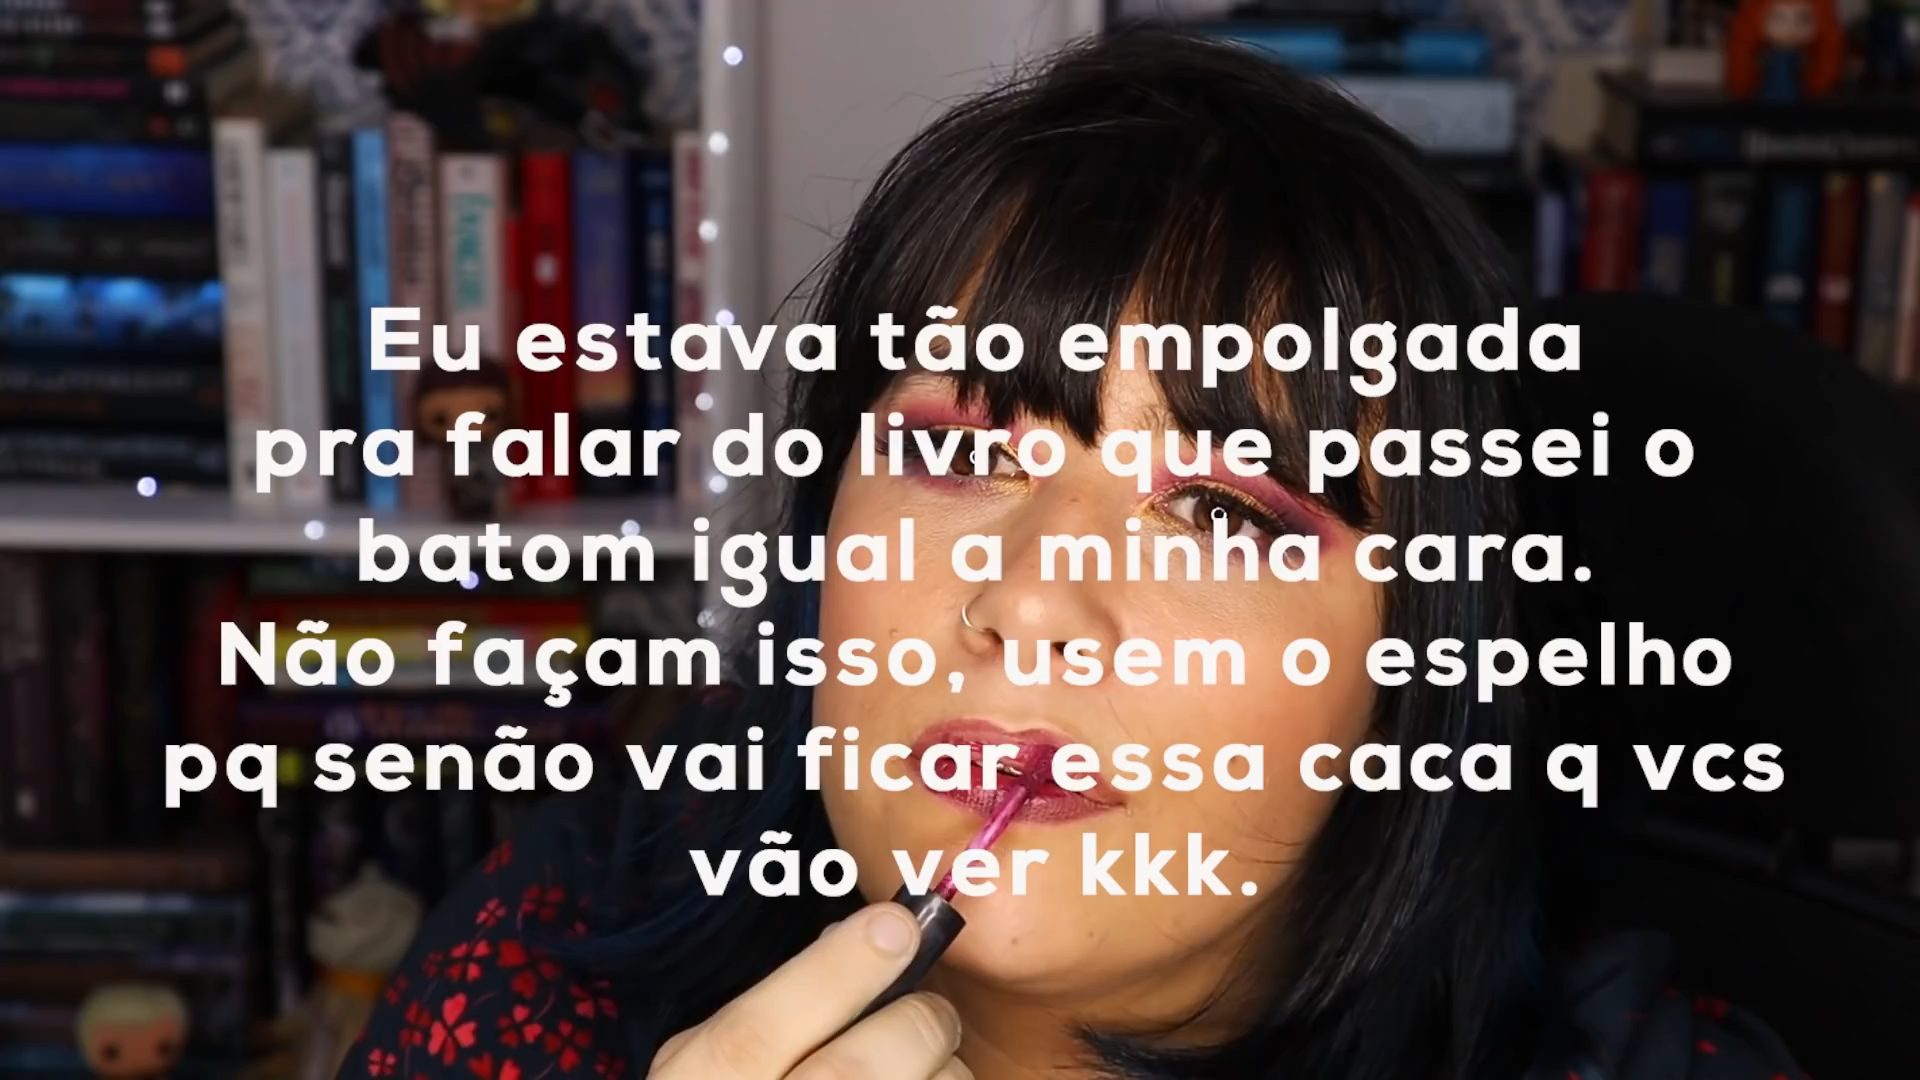 Eu estava tão empolgada
pra falar do livro que passei o
batom igual a minha cara.
Não façam isso, usem o espelho
pq senão vai ficar essa caca q vcs
vão ver kkk.